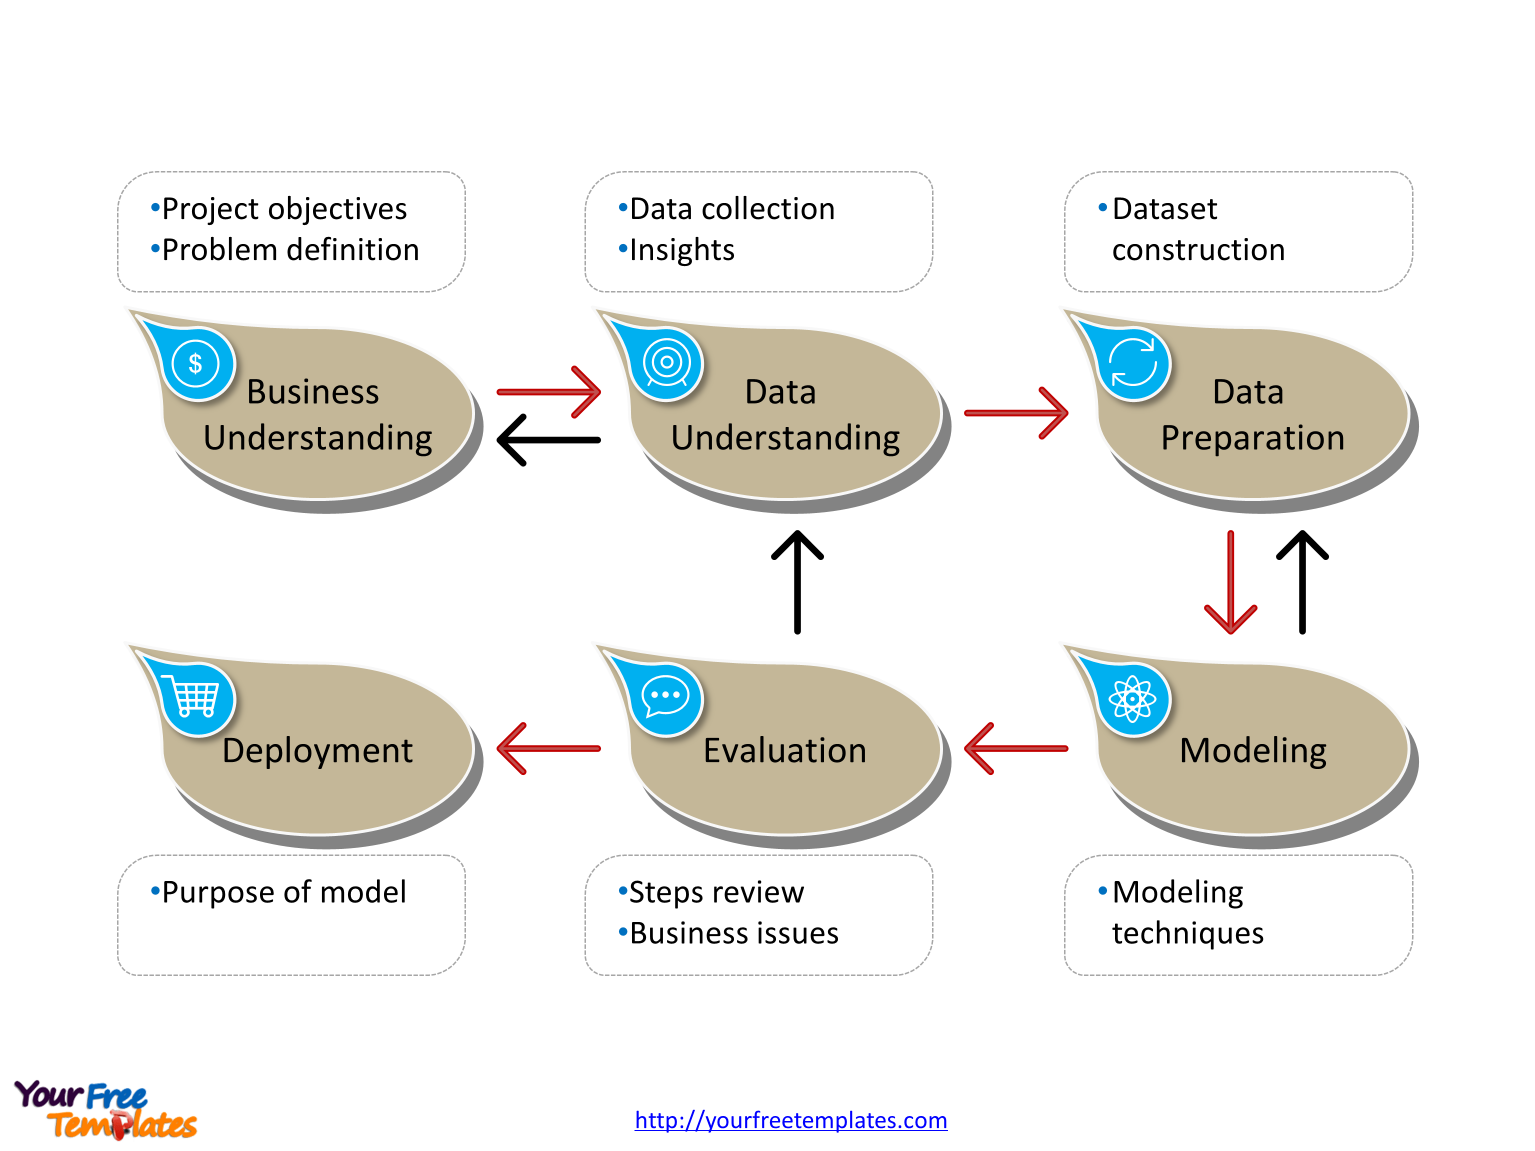 •Project objectives
•Problem definition
•Data collection
•Insights
•Dataset
construction
$
Business
Understanding
Data
Understanding
Data
Preparation
Deployment
Evaluation
Modeling
•Purpose of model
•Steps review
•Business issues
•Modeling
techniques
Your Free
Templates
http://yourfreetemplates.com